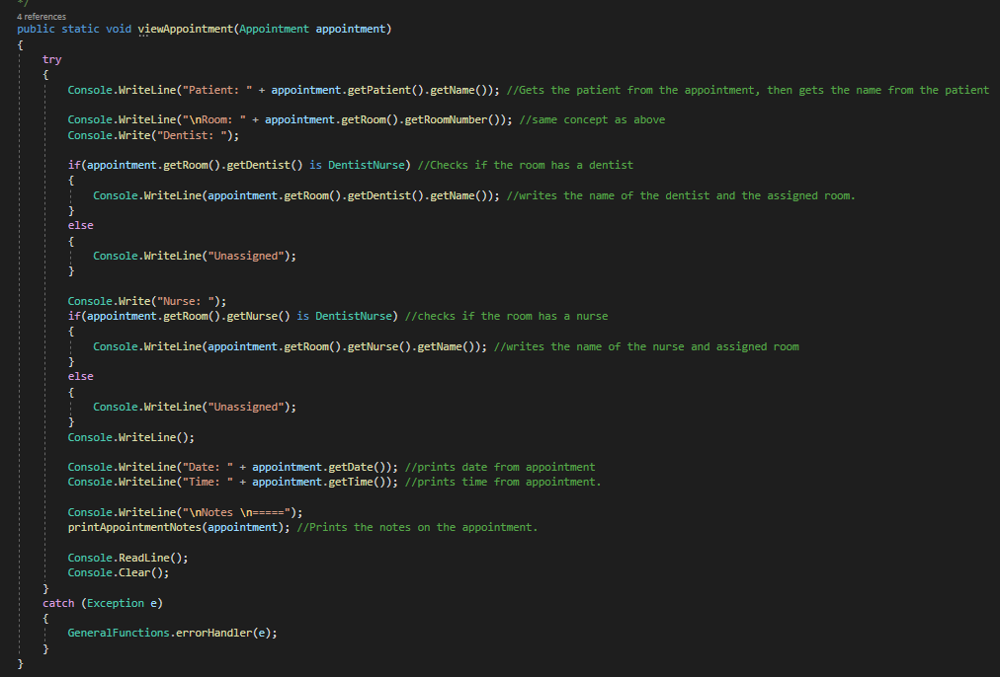 */
4 references
public static void viewAppointment(Appointment appointment)
{
try
{
Console.WriteLine("Patient: " + appointment.getPatient().getName()); //Gets the patient from the appointment, then gets the name from the patient
Console.WriteLine("\nRoom: " + appointment.getRoom().getRoomNumber()); //same concept as above
Console.Write("Dentist: ");
if(appointment.getRoom().getDentist() is DentistNurse) //Checks if the room has a dentist
{
Console.WriteLine(appointment.getRoom().getDentist().getName()); //writes the name of the dentist and the assigned room.
}
else
{
Console.WriteLine("Unassigned");
}
Console.Write("Nurse: ");
if(appointment.getRoom().getNurse() is DentistNurse) //checks if the room has a nurse
{
Console.WriteLine(appointment.getRoom().getNurse().getName()); //writes the name of the nurse and assigned room
}
else
{
Console.WriteLine("Unassigned");
}
Console.WriteLine();
Console.WriteLine("Date: " + appointment.getDate()); //prints date from appointment
Console.WriteLine("Time: " + appointment.getTime()); //prints time from appointment.
Console.WriteLine("\nNotes \n=====");
printAppointmentNotes(appointment); //Prints the notes on the appointment.
Console.ReadLine();
Console.Clear();
}
catch (Exception e)
{
GeneralFunctions.errorHandler(e);
}
}